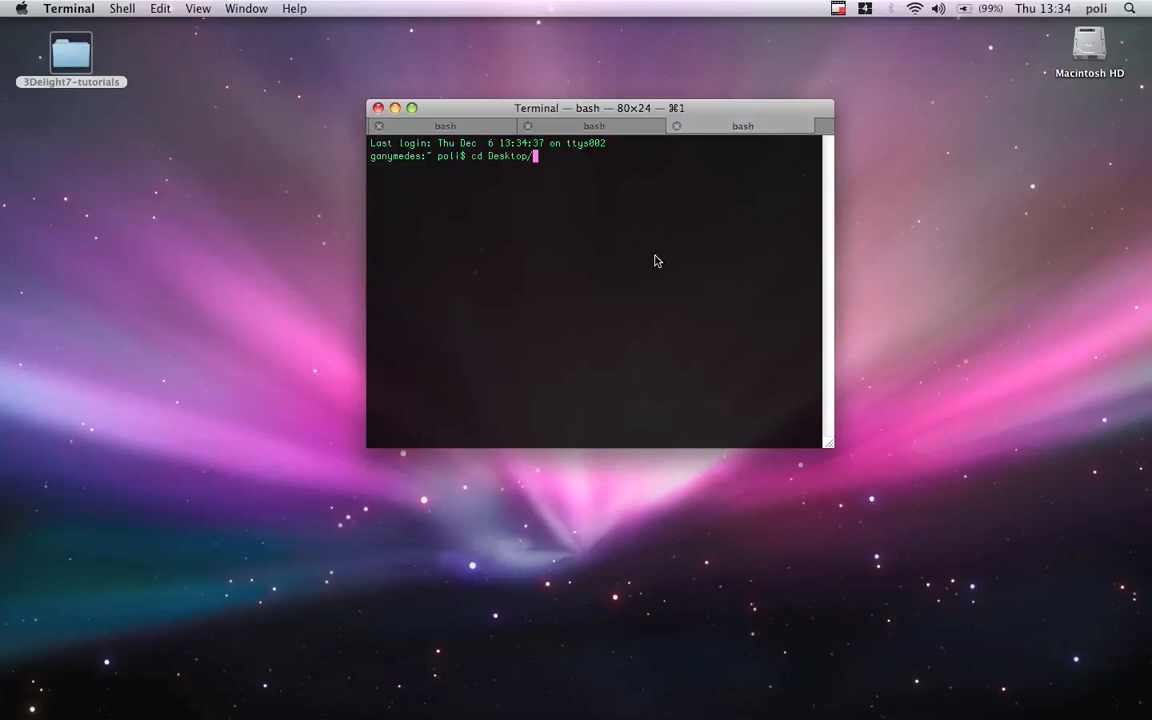 Terminal Shell Edit View Window Help 4 (99%) Thu 13:34 poli
3Delight7-tutorials
Macintosh HD
Terminal — bash — 80×24 — ⌘1
bash bash bash
Last login: Thu Dec  6 13:34:37 on ttys002
ganymedes:~ poli$ cd Desktop/